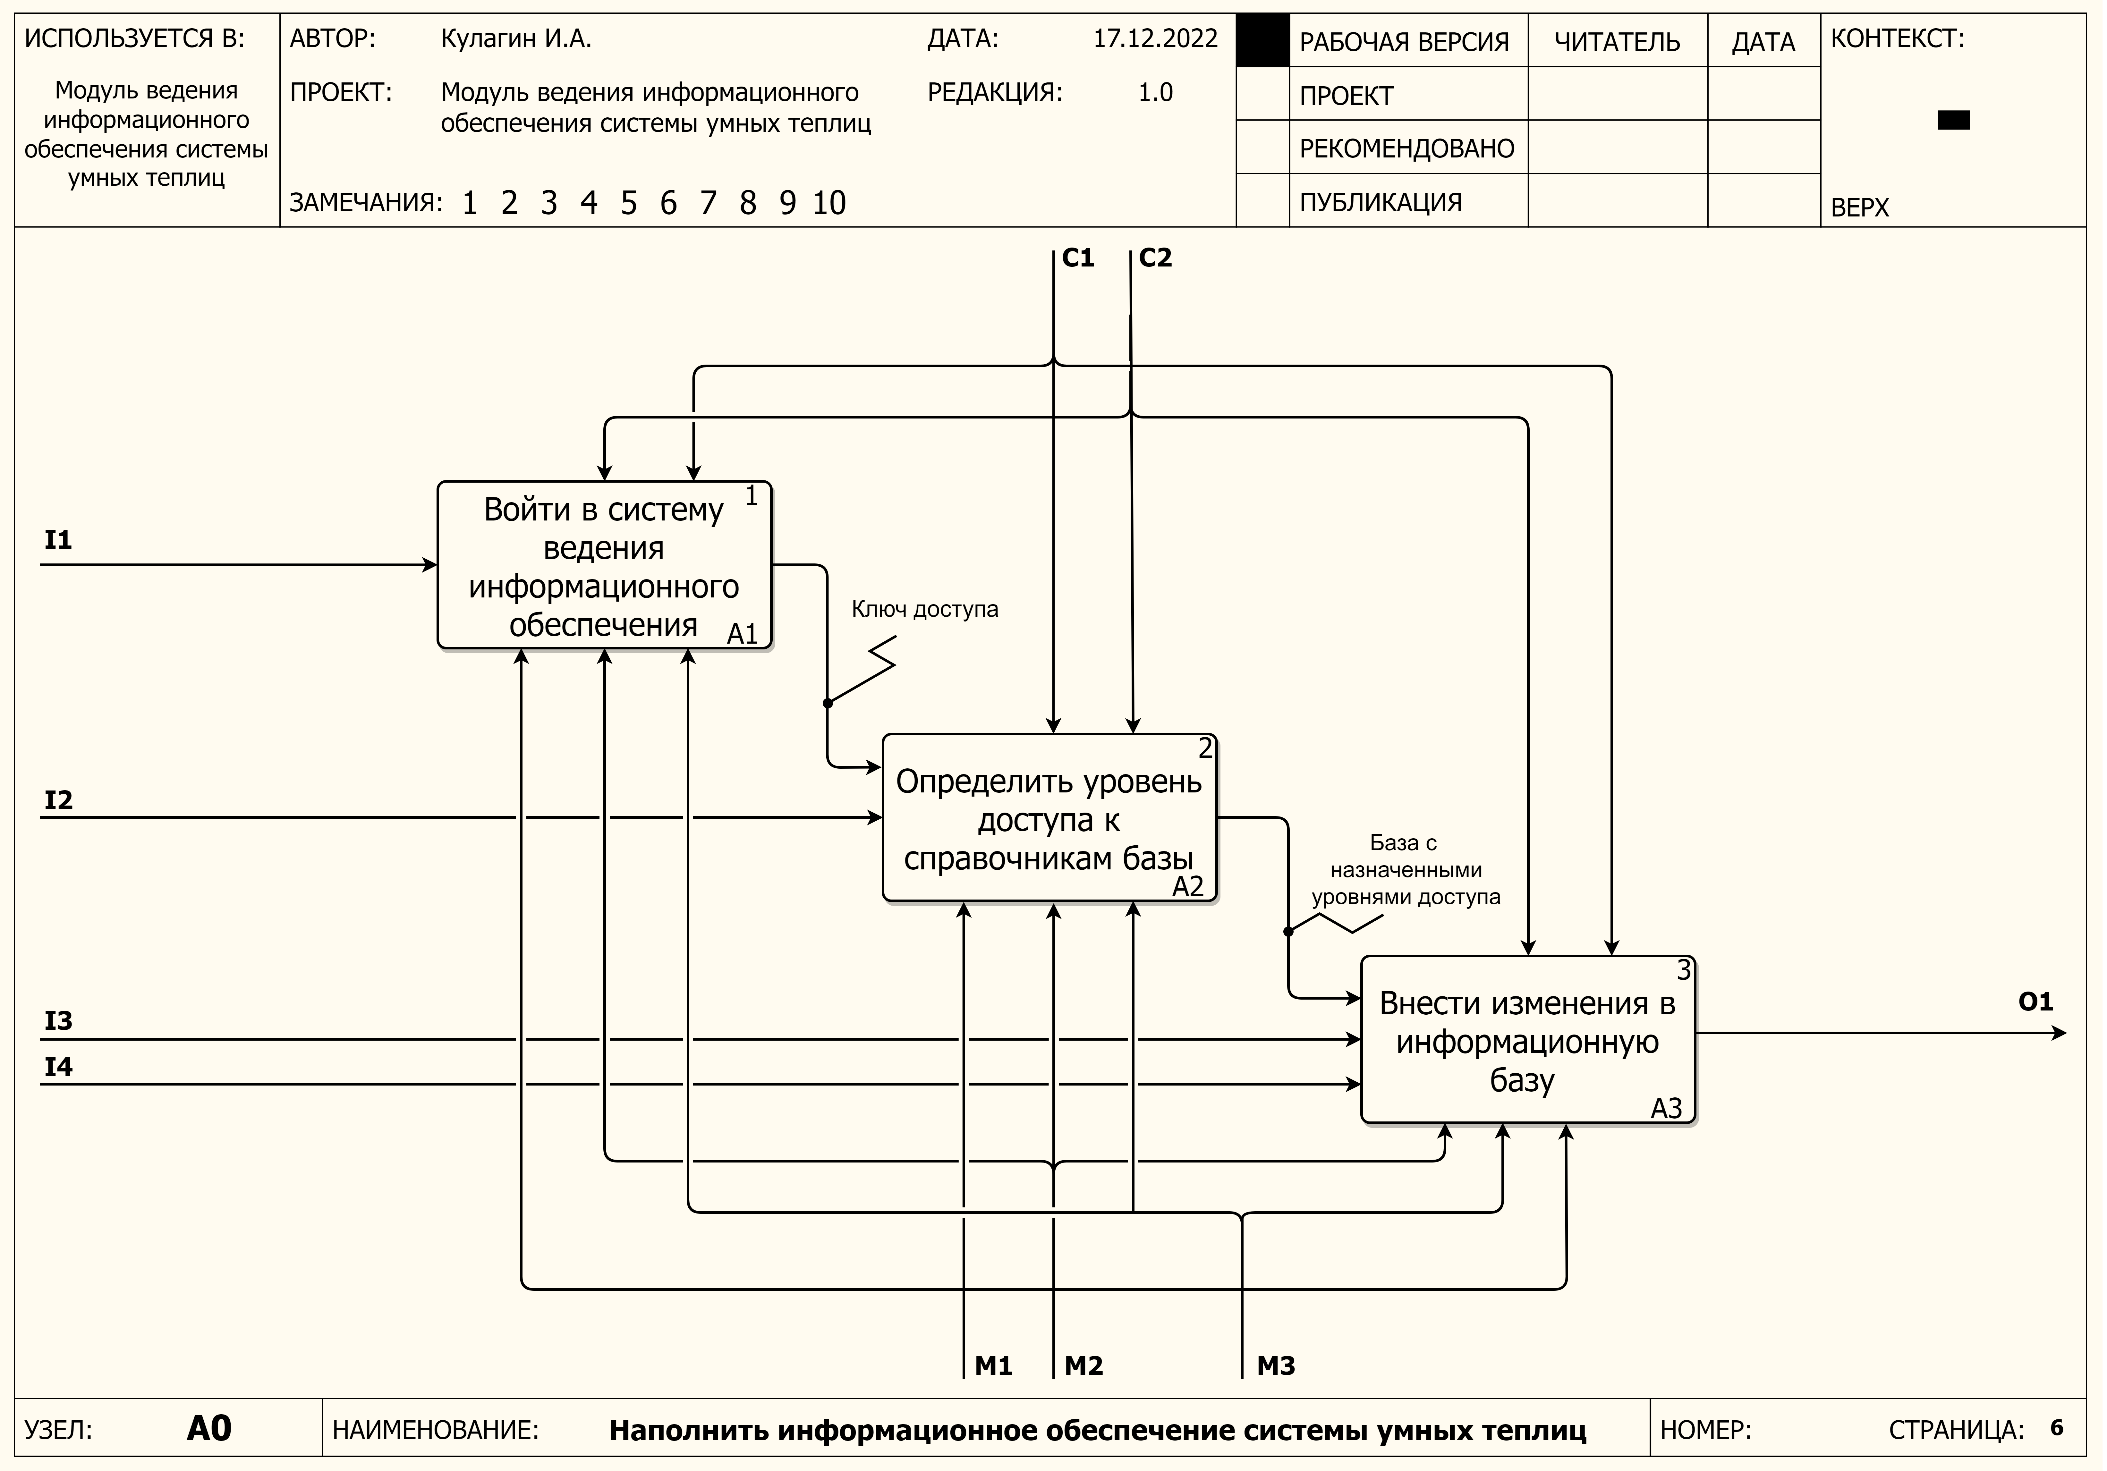 ИСПОЛЬЗУЕТСЯ В:
Модуль ведения
информационного
обеспечения системы
умных теплиц
АВТОР: Кулагин И.А.
ДАТА: 17.12.2022
ПРОЕКТ: Модуль ведения информационного
обеспечения системы умных теплиц
РЕДАКЦИЯ: 1.0
ЗАМЕЧАНИЯ: 1 2 3 4 5 6 7 8 9 10
РАБОЧАЯ ВЕРСИЯ
ЧИТАТЕЛЬ
ДАТА
ПРОЕКТ
РЕКОМЕНДОВАНО
ПУБЛИКАЦИЯ
КОНТЕКСТ:
ВЕРХ
C1
C2
1
Войти в систему
ведения
информационного
обеспечения
A1
I1
Ключ доступа
2
Определить уровень
доступа к
справочникам базы
A2
I2
База с
назначенными
уровнями доступа
3
Внести изменения в
информационную
базу
A3
I3
I4
O1
M1
M2
M3
УЗЕЛ: A0
НАИМЕНОВАНИЕ: Наполнить информационное обеспечение системы умных теплиц
НОМЕР:
СТРАНИЦА: 6